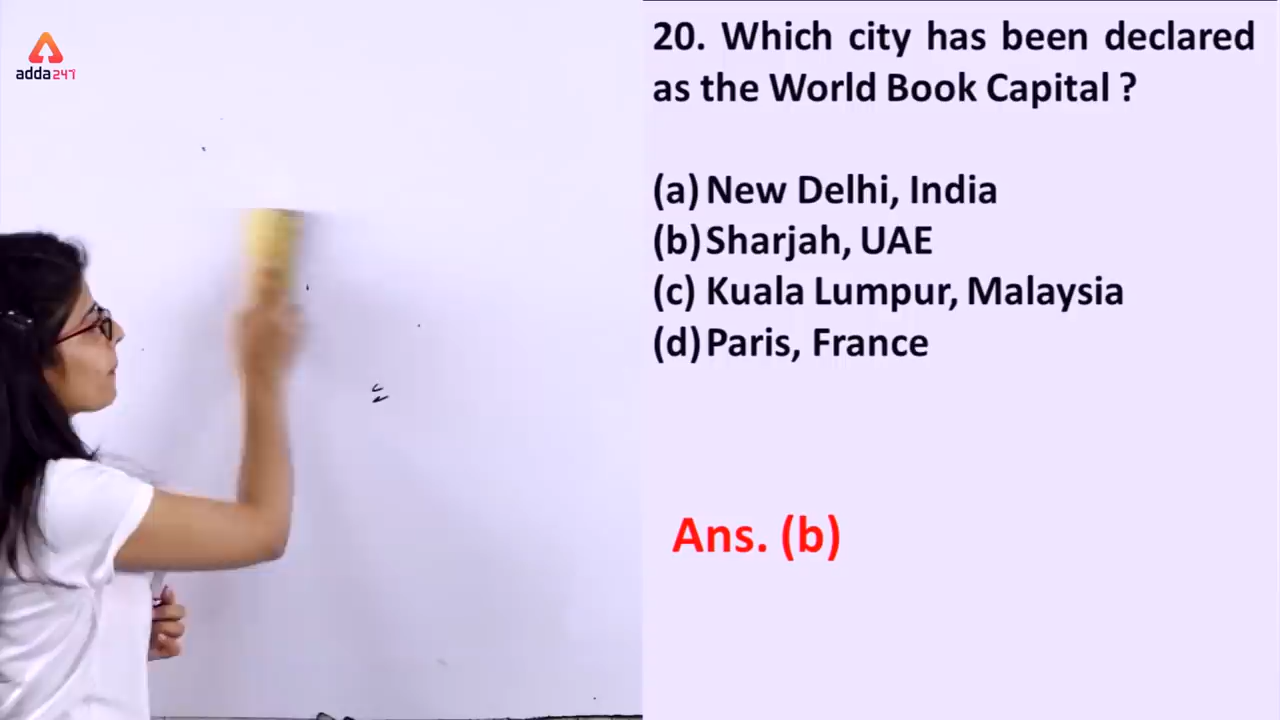 adda247
20. Which city has been declared
as the World Book Capital ?
(a) New Delhi, India
(b) Sharjah, UAE
(c) Kuala Lumpur, Malaysia
(d) Paris, France
Ans. (b)